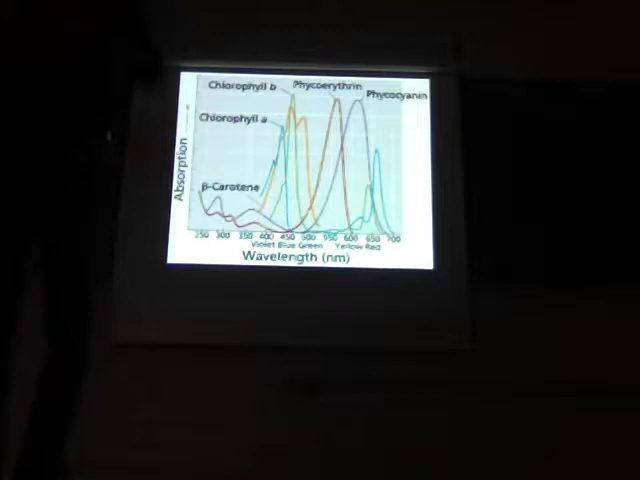 Chlorophyll b
Phycoerythrin
Phycocyanin
Chlorophyll a
β-Carotene
Absorption
250 300 350 400 450 500 550 600 650 700
Violet Blue Green Yellow Red
Wavelength (nm)